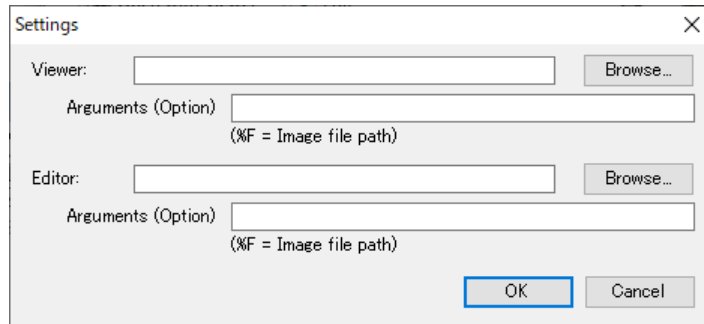 Settings
Viewer: Browse...
Arguments (Option)
(%F = Image file path)
Editor: Browse...
Arguments (Option)
(%F = Image file path)
OK Cancel